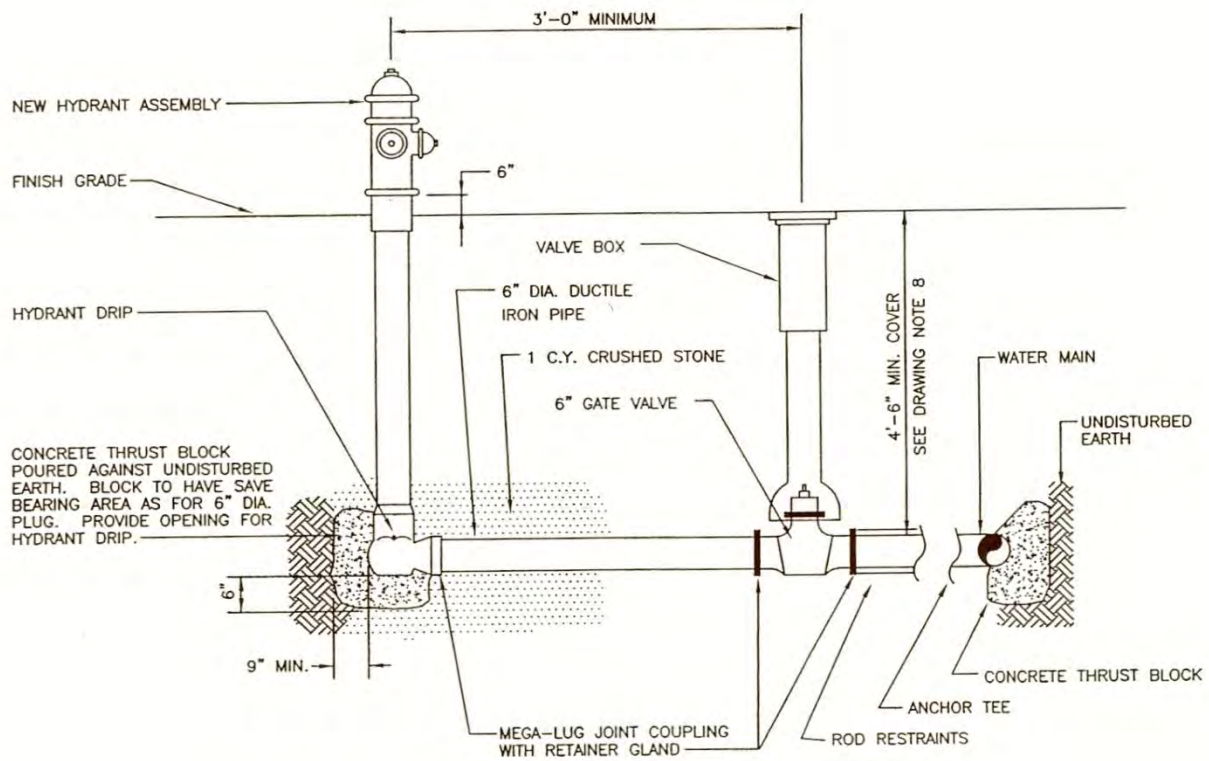 3'-0" MINIMUM
NEW HYDRANT ASSEMBLY
6"
FINISH GRADE
VALVE BOX
6" DIA. DUCTILE
IRON PIPE
HYDRANT DRIP
1 C.Y. CRUSHED STONE
6" GATE VALVE
4'-6" MIN. COVER
SEE DRAWING NOTE 8
WATER MAIN
UNDISTURBED
EARTH
CONCRETE THRUST BLOCK
POURED AGAINST UNDISTURBED
EARTH. BLOCK TO HAVE SAVE
BEARING AREA AS FOR 6" DIA.
PLUG. PROVIDE OPENING FOR
HYDRANT DRIP.
6"
9" MIN.
CONCRETE THRUST BLOCK
ANCHOR TEE
ROD RESTRAINTS
MEGA-LUG JOINT COUPLING
WITH RETAINER GLAND